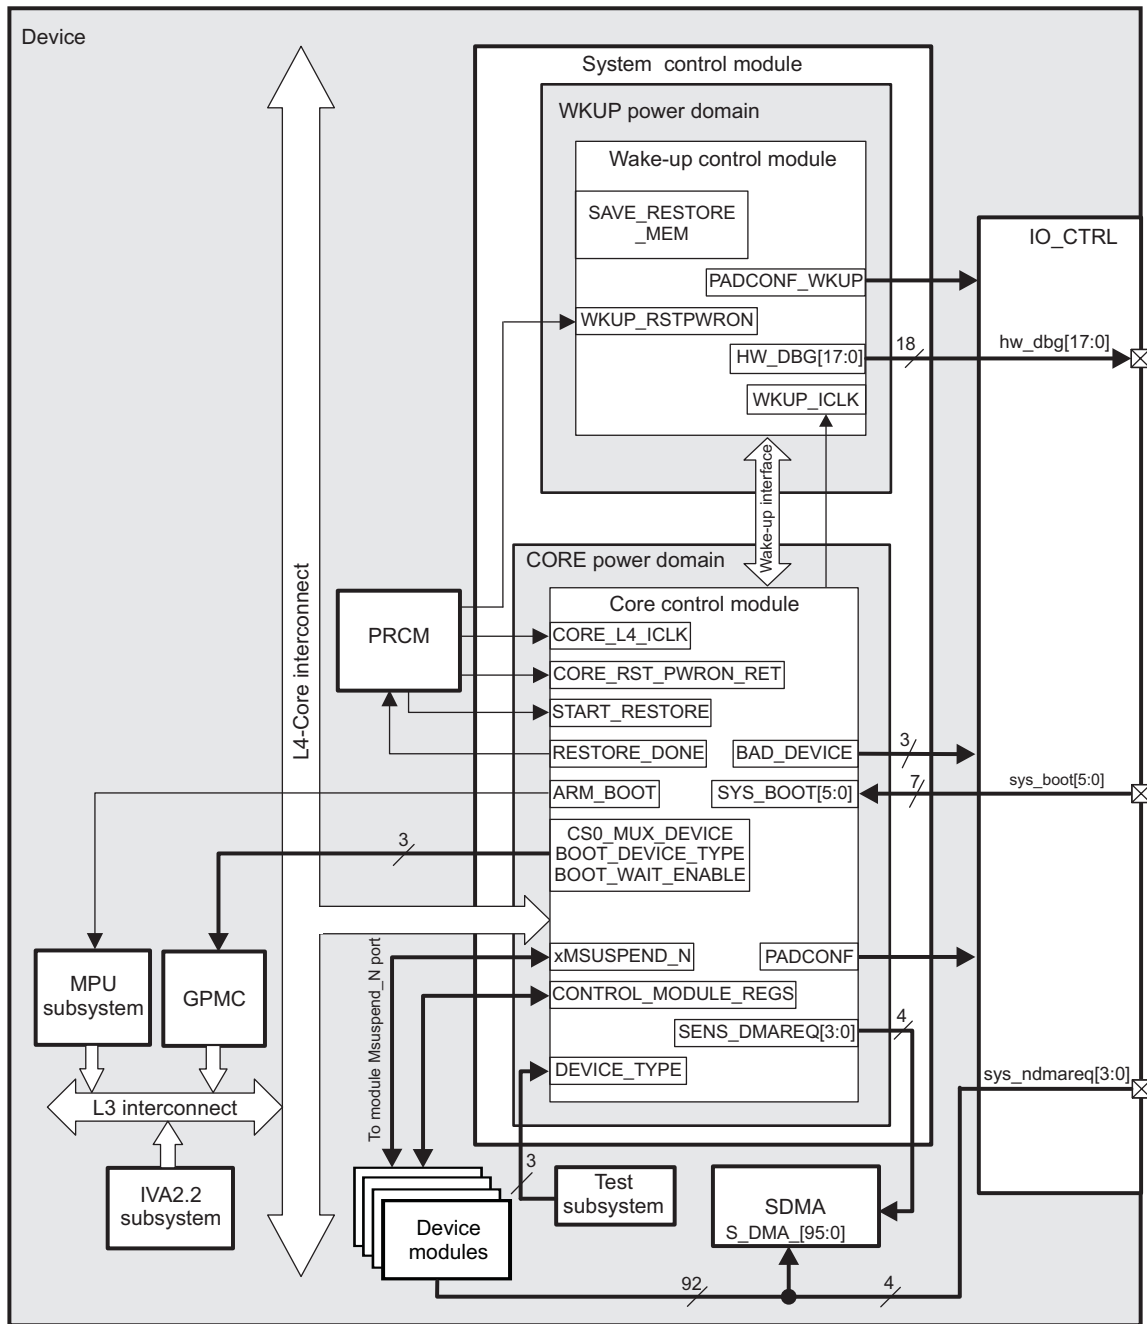 Device
System control module
WKUP power domain
Wake-up control module
SAVE_RESTORE
_MEM
IO_CTRL
PADCONF_WKUP
WKUP_RSTPWRON
HW_DBG[17:0]
18
hw_dbg[17:0]
WKUP_ICLK
Wake-up interface
CORE power domain
Core control module
L4-Core interconnect
PRCM
CORE_L4_ICLK
CORE_RST_PWRON_RET
START_RESTORE
RESTORE_DONE
BAD_DEVICE
3
ARM_BOOT
SYS_BOOT[5:0]
7
sys_boot[5:0]
3
CS0_MUX_DEVICE
BOOT_DEVICE_TYPE
BOOT_WAIT_ENABLE
xMSUSPEND_N
PADCONF
MPU
subsystem
GPMC
CONTROL_MODULE_REGS
To module Msuspend_N port
SENS_DMAREQ[3:0]
4
DEVICE_TYPE
sys_ndmareq[3:0]
L3 interconnect
3
IVA2.2
subsystem
Test
subsystem
SDMA
S_DMA_[95:0]
Device
modules
92
4